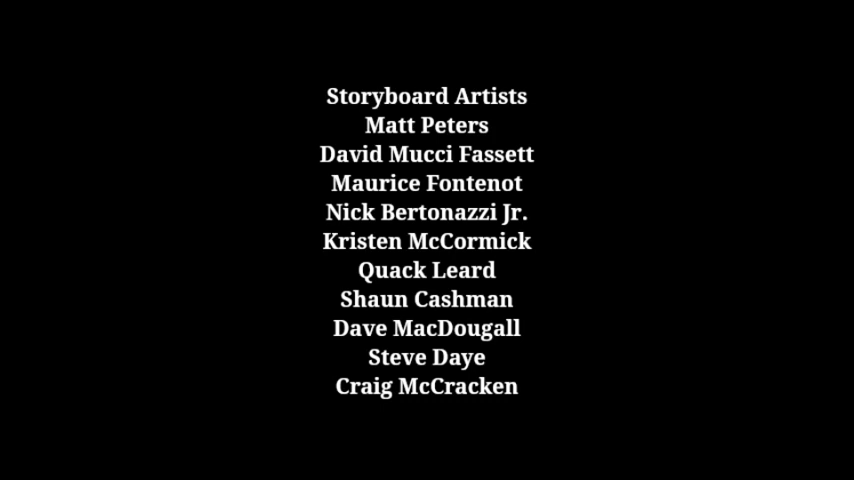 Storyboard Artists
Matt Peters
David Mucci Fassett
Maurice Fontenot
Nick Bertonazzi Jr.
Kristen McCormick
Quack Leard
Shaun Cashman
Dave MacDougall
Steve Daye
Craig McCracken